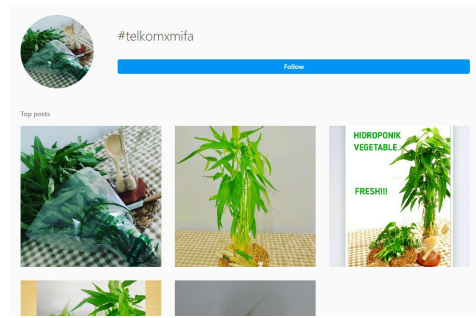 #telkomxmifa
Follow
Top posts
HIDROPONIK
VEGETABLE
FRESH!!!